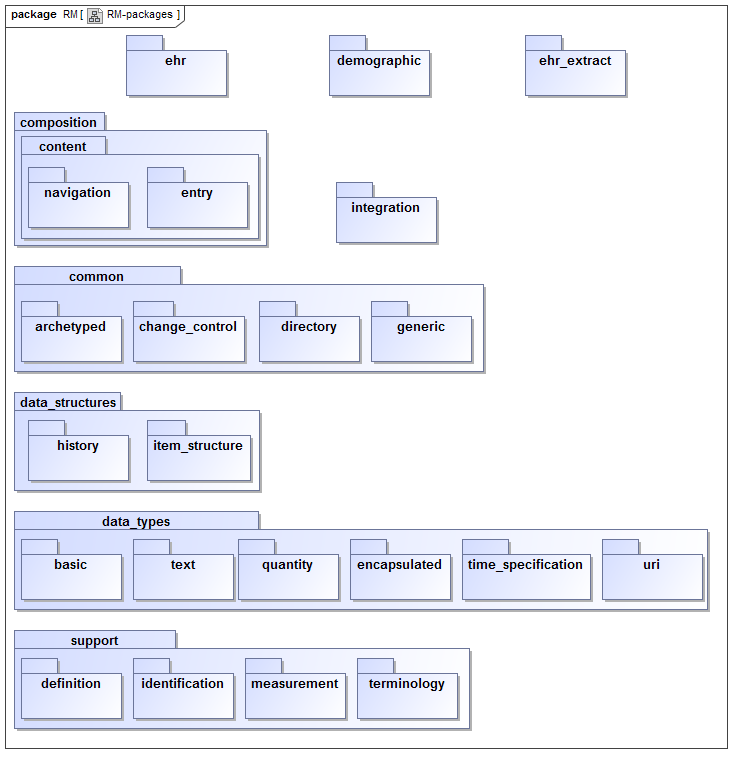 package RM [ RM-packages ]
ehr
demographic
ehr_extract
composition
content
navigation
entry
integration
common
archetyped
change_control
directory
generic
data_structures
history
item_structure
data_types
basic
text
quantity
encapsulated
time_specification
uri
support
definition
identification
measurement
terminology